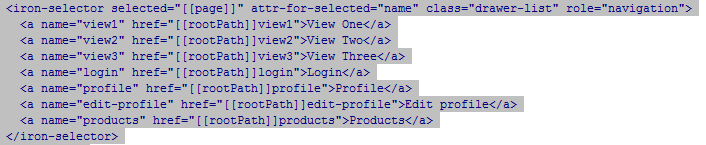 <iron-selector selected="[[page]]" attr-for-selected="name" class="drawer-list" role="navigation">
<a name="view1" href="[[rootPath]]view1">View One</a>
<a name="view2" href="[[rootPath]]view2">View Two</a>
<a name="view3" href="[[rootPath]]view3">View Three</a>
<a name="login" href="[[rootPath]]login">Login</a>
<a name="profile" href="[[rootPath]]profile">Profile</a>
<a name="edit-profile" href="[[rootPath]]edit-profile">Edit profile</a>
<a name="products" href="[[rootPath]]products">Products</a>
</iron-selector>